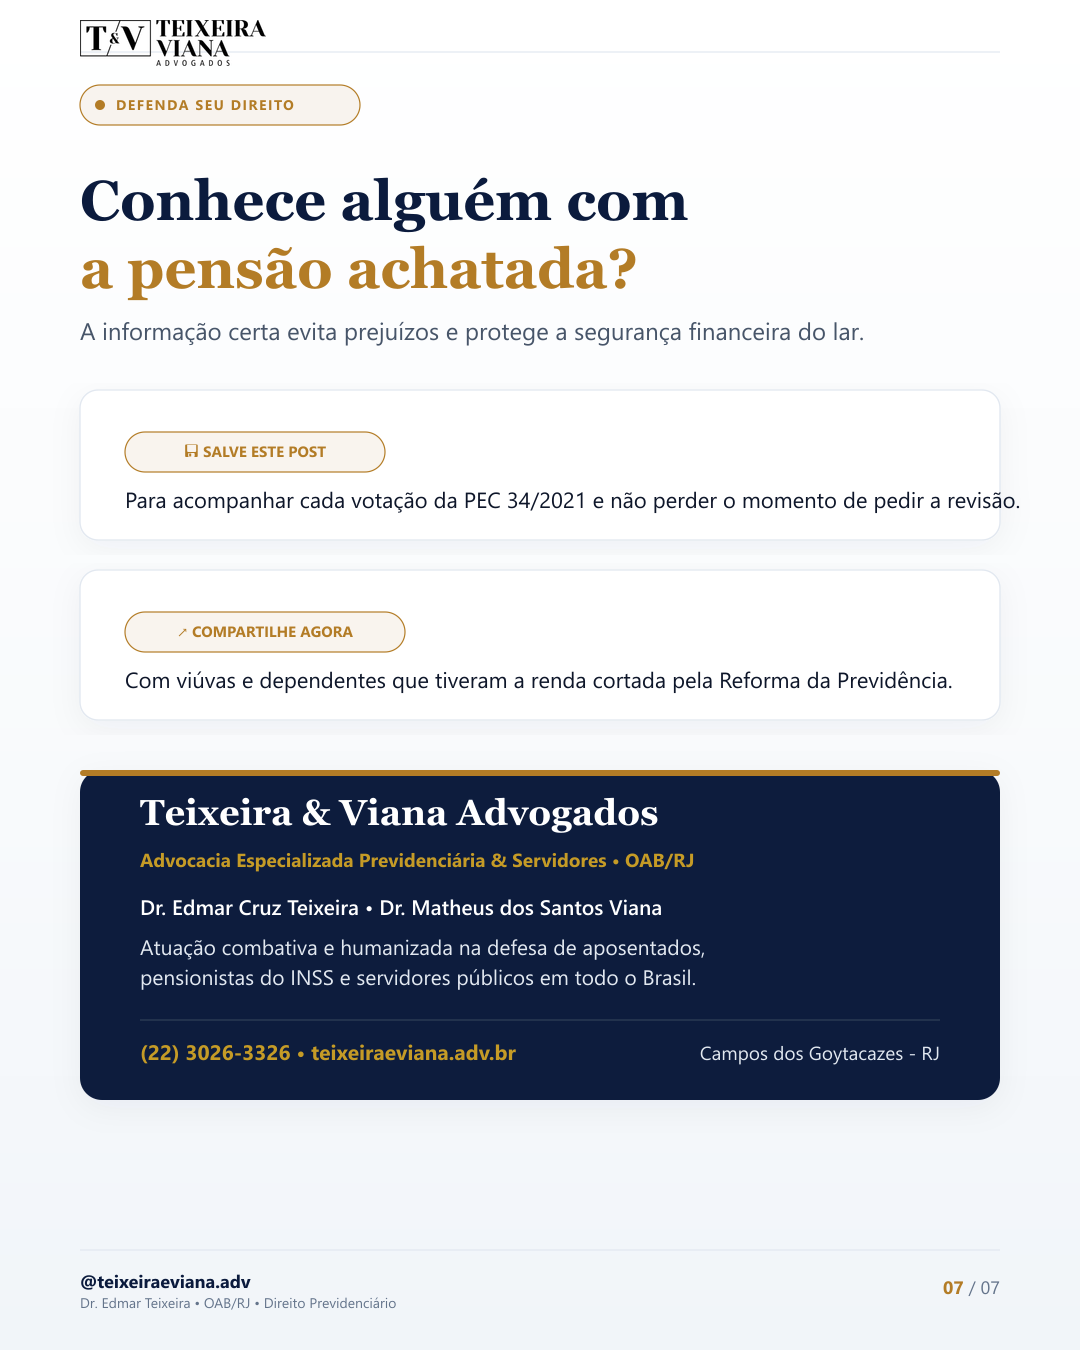 T&V TEIXEIRA
VIANA
ADVOGADOS
DEFENDA SEU DIREITO
Conhece alguém com
a pensão achatada?
A informação certa evita prejuízos e protege a segurança financeira do lar.
SALVE ESTE POST
Para acompanhar cada votação da PEC 34/2021 e não perder o momento de pedir a revisão.
↗ COMPARTILHE AGORA
Com viúvas e dependentes que tiveram a renda cortada pela Reforma da Previdência.
Teixeira & Viana Advogados
Advocacia Especializada Previdenciária & Servidores • OAB/RJ
Dr. Edmar Cruz Teixeira • Dr. Matheus dos Santos Viana
Atuação combativa e humanizada na defesa de aposentados,
pensionistas do INSS e servidores públicos em todo o Brasil.
(22) 3026-3326 • teixeiraeviana.adv.br
Campos dos Goytacazes - RJ
@teixeiraeviana.adv
Dr. Edmar Teixeira • OAB/RJ • Direito Previdenciário
07 / 07